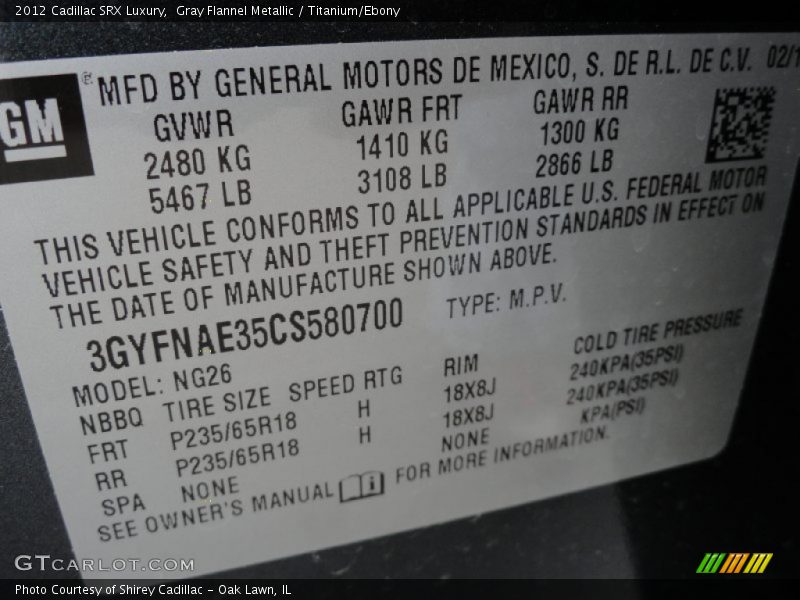 2012 Cadillac SRX Luxury,  Gray Flannel Metallic / Titanium/Ebony
GM ® MFD BY GENERAL MOTORS DE MEXICO, S. DE R.L. DE C.V. 02/1
GVWR GAWR FRT GAWR RR
2480 KG 1410 KG 1300 KG
5467 LB 3108 LB 2866 LB
THIS VEHICLE CONFORMS TO ALL APPLICABLE U.S. FEDERAL MOTOR
VEHICLE SAFETY AND THEFT PREVENTION STANDARDS IN EFFECT ON
THE DATE OF MANUFACTURE SHOWN ABOVE.
3GYFNAE35CS580700 TYPE: M.P.V.
MODEL: NG26
NBBQ TIRE SIZE SPEED RTG RIM COLD TIRE PRESSURE
FRT P235/65R18 H 18X8J 240KPA(35PSI)
RR P235/65R18 H 18X8J 240KPA(35PSI)
SPA NONE NONE KPA(PSI)
SEE OWNER'S MANUAL i FOR MORE INFORMATION.
GTCARLOT.COM
Photo Courtesy of Shirey Cadillac - Oak Lawn, IL